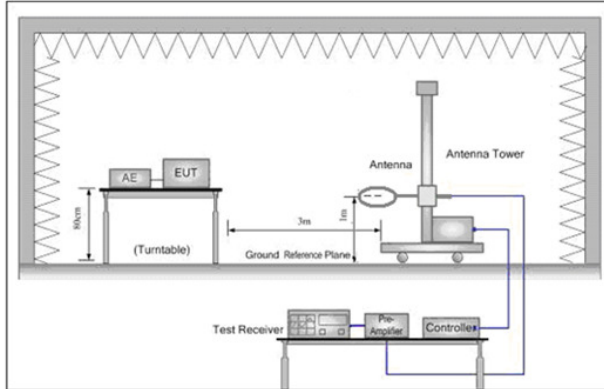 Antenna Tower
Antenna
AE
EUT
80cm
(Turntable)
3m
1m
Ground Reference Plane
Test Receiver
Pre-
Amplifier
Controller